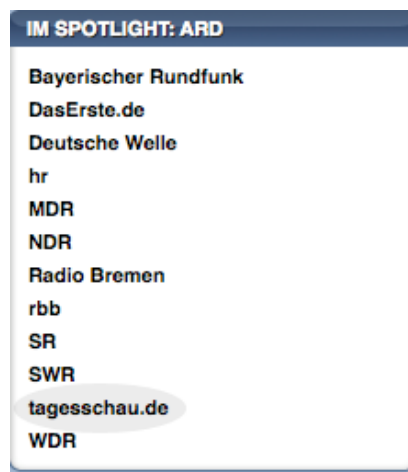 IM SPOTLIGHT: ARD
Bayerischer Rundfunk
DasErste.de
Deutsche Welle
hr
MDR
NDR
Radio Bremen
rbb
SR
SWR
tagesschau.de
WDR